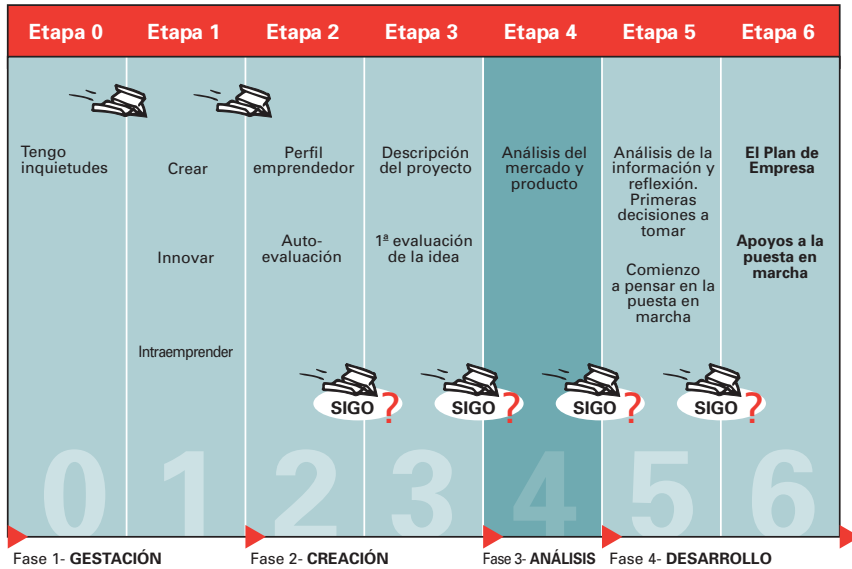 Etapa 0
Etapa 1
Etapa 2
Etapa 3
Etapa 4
Etapa 5
Etapa 6
Tengo
inquietudes
Crear
Innovar
Intraemprender
Perfil
emprendedor
Auto-
evaluación
Descripción
del proyecto
1ª evaluación
de la idea
Análisis del
mercado y
producto
Análisis de la
información y
reflexión.
Primeras
decisiones a
tomar
Comienzo
a pensar en la
puesta en
marcha
El Plan de
Empresa
Apoyos a la
puesta en
marcha
SIGO ?
SIGO ?
SIGO ?
SIGO ?
0
1
2
3
4
5
6
Fase 1- GESTACIÓN
Fase 2- CREACIÓN
Fase 3- ANÁLISIS
Fase 4- DESARROLLO